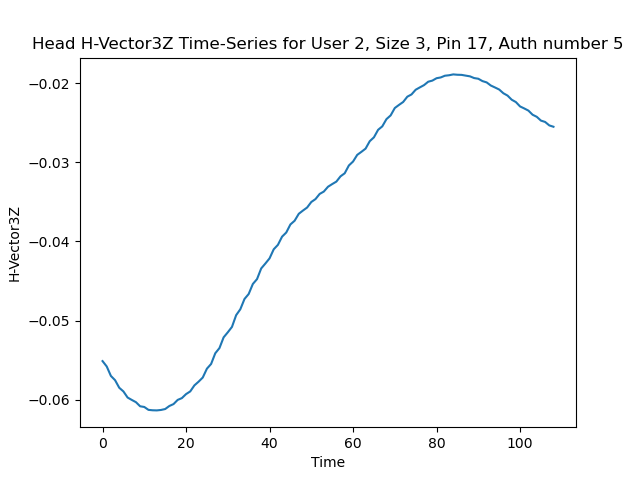 Head H-Vector3Z Time-Series for User 2, Size 3, Pin 17, Auth number 5
−0.02
−0.03
−0.04
−0.05
−0.06
H-Vector3Z
0 20 40 60 80 100
Time